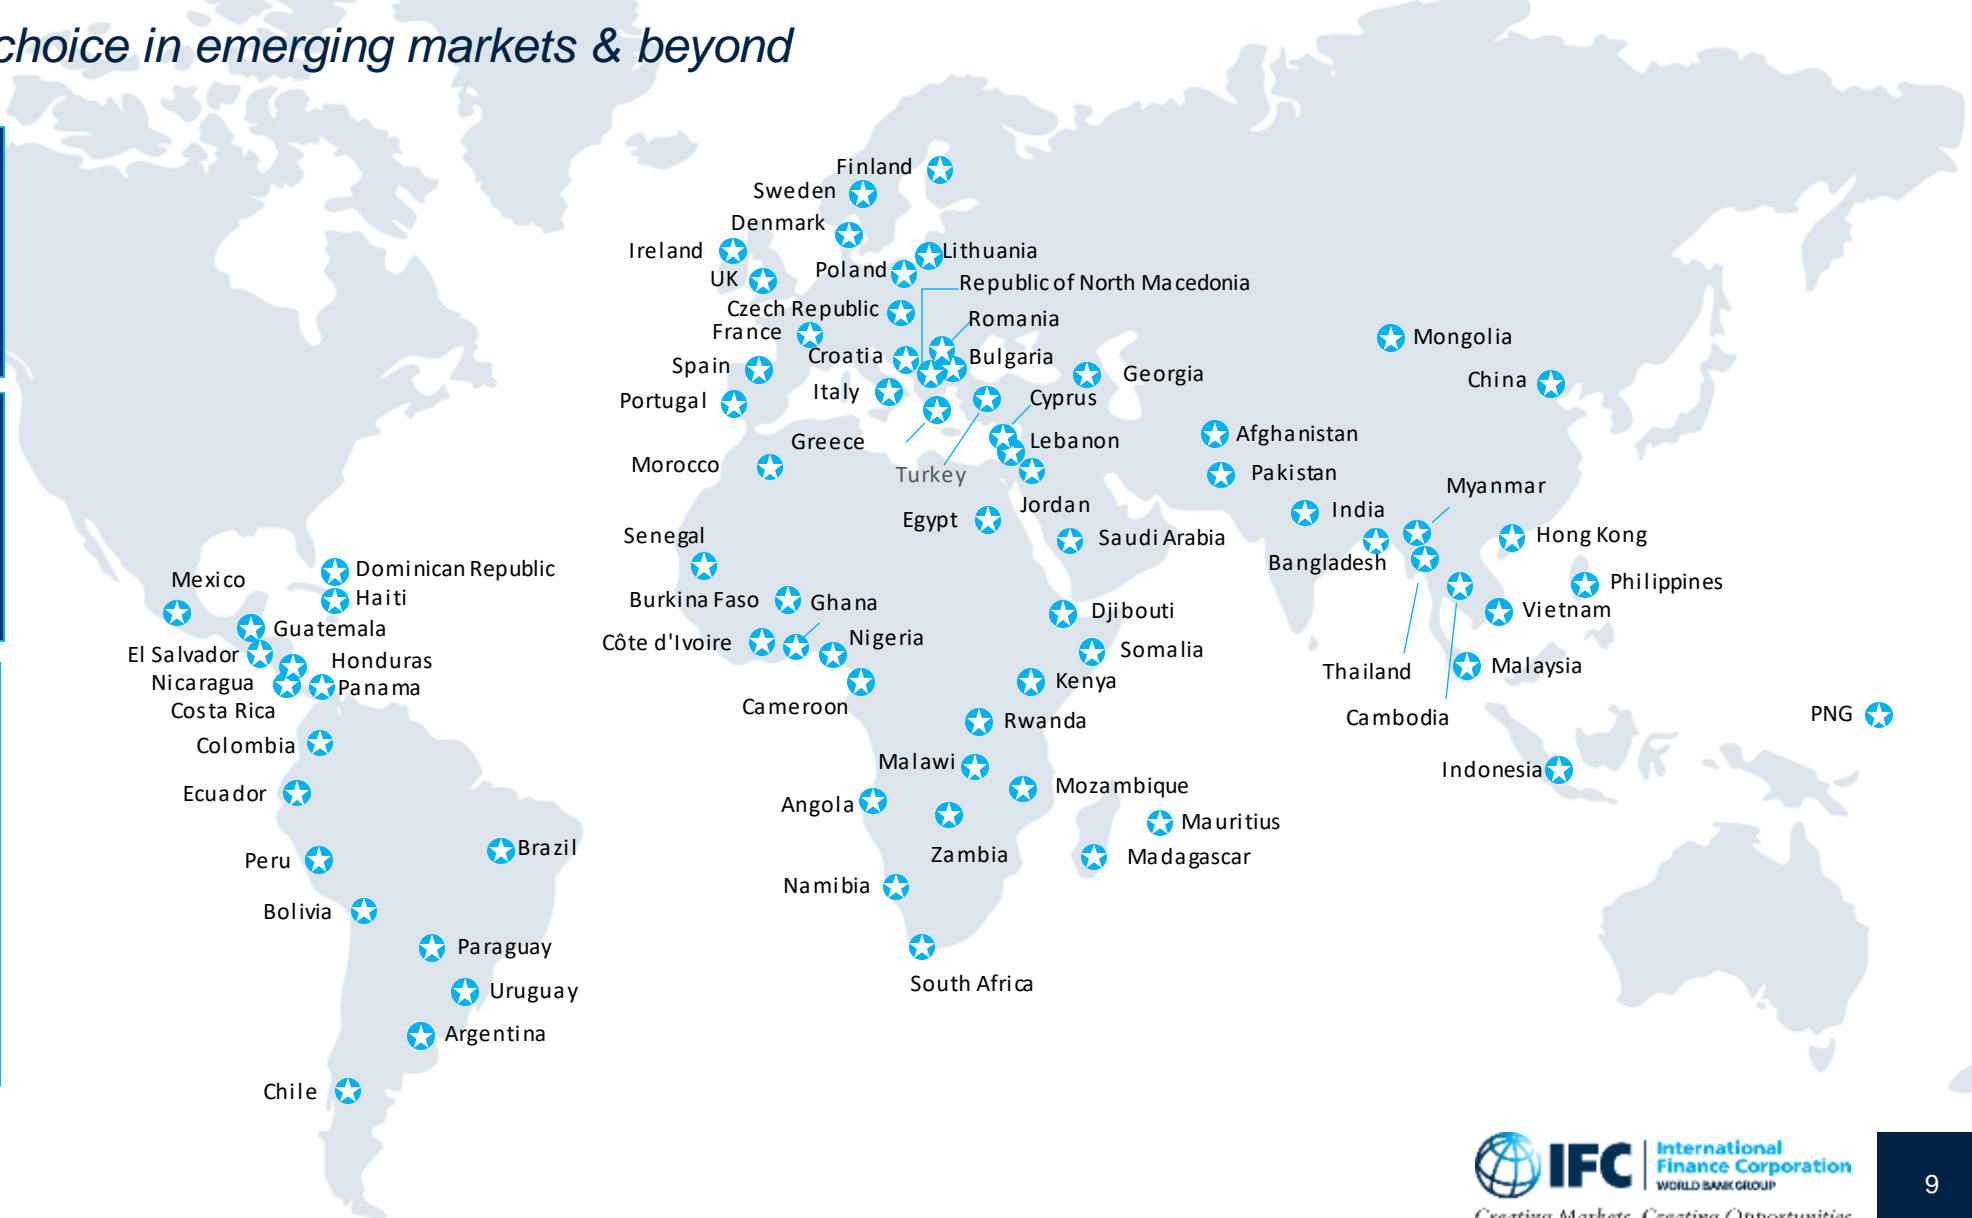 choice in emerging markets & beyond
Finland
Sweden
Denmark
Ireland
Lithuania
UK
Poland
Republic of North Macedonia
Czech Republic
France
Romania
Croatia
Bulgaria
Spain
Italy
Portugal
Georgia
Cyprus
Greece
Lebanon
Morocco
Turkey
Mongolia
China
Afghanistan
Pakistan
Myanmar
Jordan
India
Egypt
Senegal
Saudi Arabia
Hong Kong
Bangladesh
Dominican Republic
Mexico
Haiti
Philippines
Burkina Faso
Ghana
Djibouti
Vietnam
Guatemala
Côte d'Ivoire
Nigeria
El Salvador
Honduras
Somalia
Thailand
Malaysia
Nicaragua
Panama
Kenya
Costa Rica
Cameroon
Rwanda
Cambodia
PNG
Colombia
Malawi
Indonesia
Ecuador
Angola
Mozambique
Mauritius
Brazil
Zambia
Madagascar
Peru
Namibia
Bolivia
Paraguay
South Africa
Uruguay
Argentina
Chile
IFC
International
Finance Corporation
WORLD BANK GROUP
Creating Markets, Creating Opportunities
9